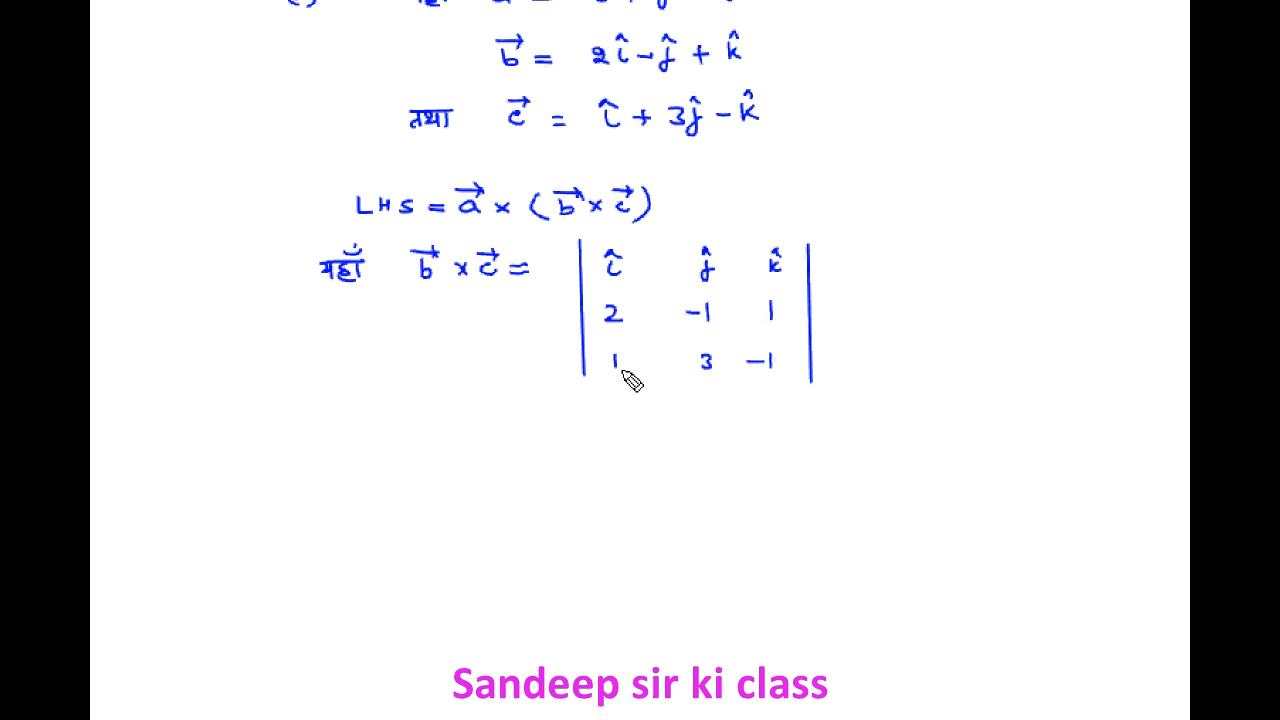 b⃗ = 2î - ĵ + k̂
तथा c⃗ = î + 3ĵ - k̂
LHS = a⃗ × (b⃗ × c⃗)
यहाँ b⃗ × c⃗ = | î ĵ k̂ |
2 -1 1
1 3 -1
Sandeep sir ki class